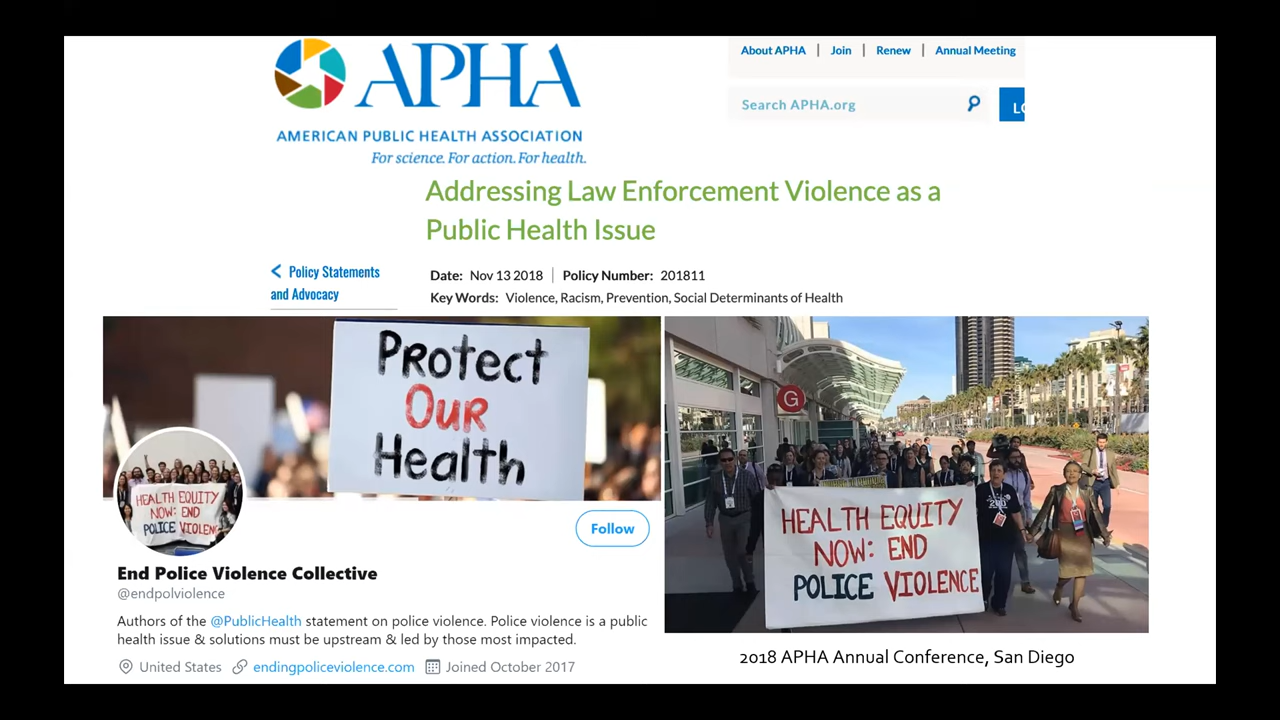 APHA
AMERICAN PUBLIC HEALTH ASSOCIATION
For science. For action. For health.
About APHA | Join | Renew | Annual Meeting
Search APHA.org
LO
Addressing Law Enforcement Violence as a
Public Health Issue
< Policy Statements
and Advocacy
Date: Nov 13 2018 | Policy Number: 201811
Key Words: Violence, Racism, Prevention, Social Determinants of Health
PROTECT
OUR
Health
HEALTH EQUITY
NOW: END
POLICE VIOLENC
Follow
End Police Violence Collective
@endpolviolence
Authors of the @PublicHealth statement on police violence. Police violence is a public
health issue & solutions must be upstream & led by those most impacted.
United States endingpoliceviolence.com Joined October 2017
G
HEALTH EQUITY
NOW: END
POLICE VIOLENCE
2018 APHA Annual Conference, San Diego